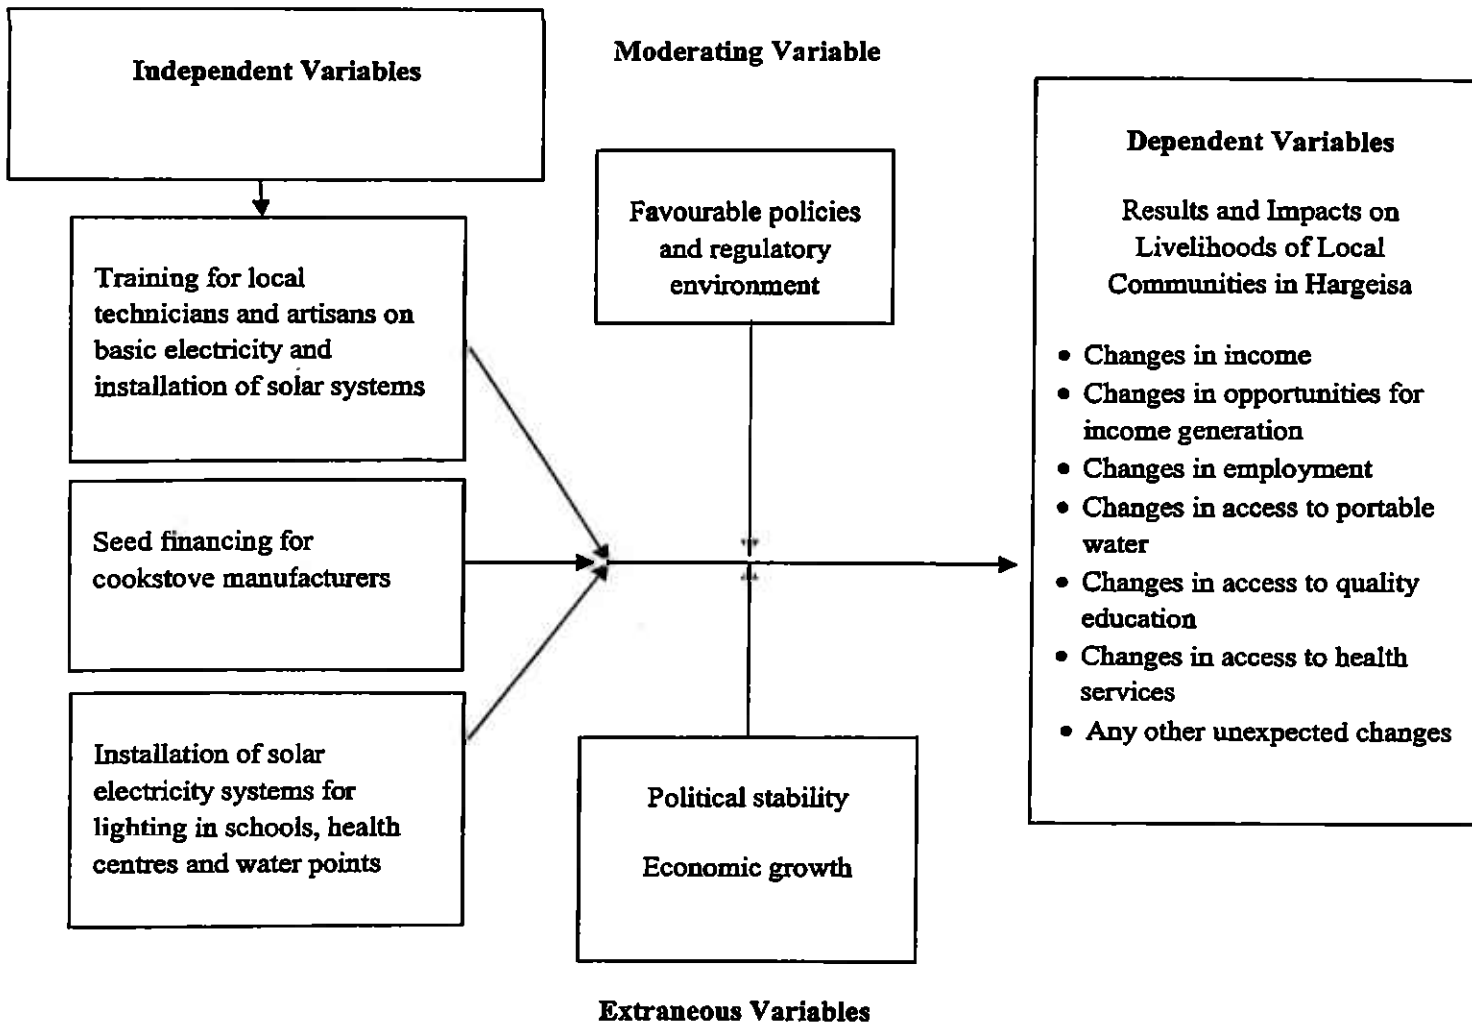 Independent Variables
Moderating Variable
Training for local
technicians and artisans on
basic electricity and
installation of solar systems
Seed financing for
cookstove manufacturers
Installation of solar
electricity systems for
lighting in schools, health
centres and water points
Favourable policies
and regulatory
environment
Political stability
Economic growth
Extraneous Variables
Dependent Variables
Results and Impacts on
Livelihoods of Local
Communities in Hargeisa
• Changes in income
• Changes in opportunities for
income generation
• Changes in employment
• Changes in access to portable
water
• Changes in access to quality
education
• Changes in access to health
services
• Any other unexpected changes